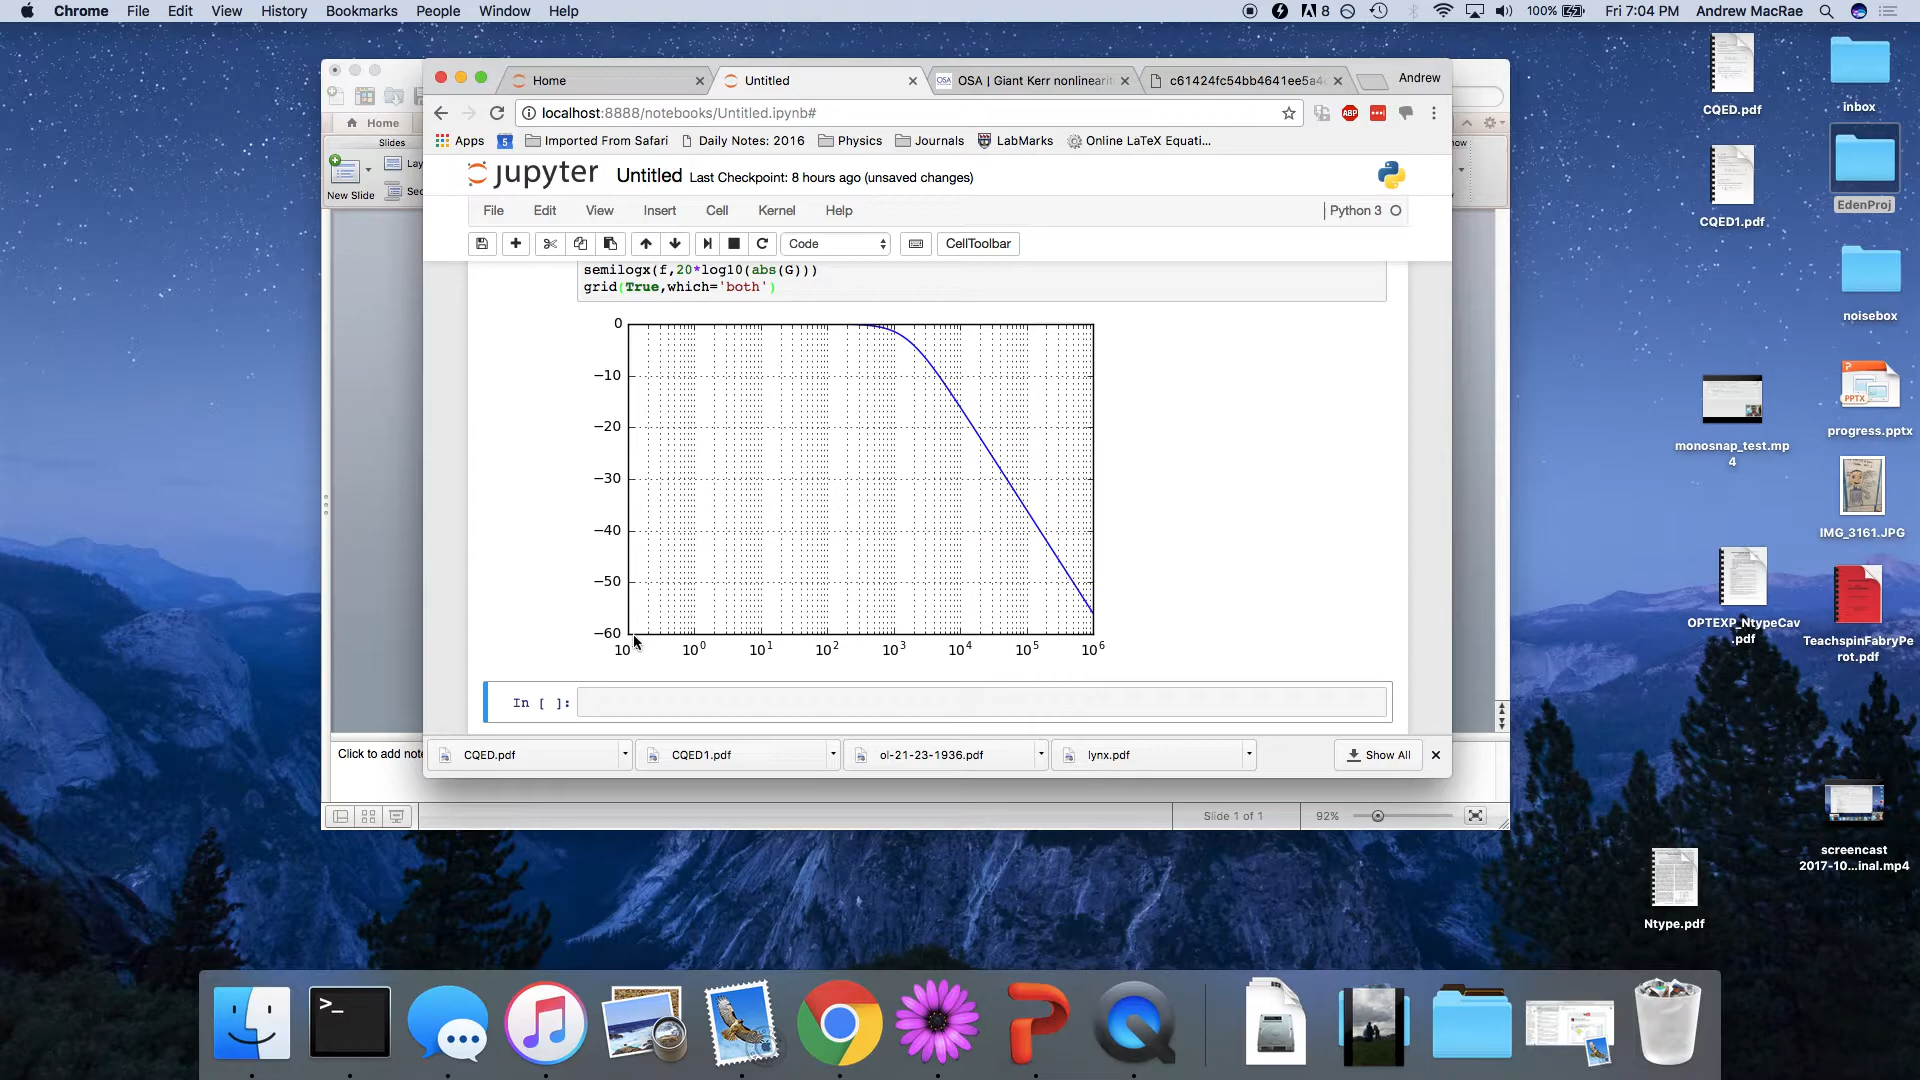 Chrome File Edit View History Bookmarks People Window Help
8 100% Fri 7:04 PM Andrew MacRae
Home
Untitled
OSA | Giant Kerr nonlineari
c61424fc54bb4641ee5a4
Andrew
localhost:8888/notebooks/Untitled.ipynb#
Apps 5 Imported From Safari Daily Notes: 2016 Physics Journals LabMarks Online LaTeX Equati...
ABP
Home
Slides
New Slide
jupyter Untitled Last Checkpoint: 8 hours ago (unsaved changes)
File Edit View Insert Cell Kernel Help
Python 3
Code
CellToolbar
semilogx(f,20*log10(abs(G)))
grid(True,which='both')
0
−10
−20
−30
−40
−50
−60
10 10⁰ 10¹ 10² 10³ 10⁴ 10⁵ 10⁶
In [ ]:
Click to add note
CQED.pdf CQED1.pdf ol-21-23-1936.pdf lynx.pdf
Show All
Slide 1 of 1 92%
CQED.pdf
inbox
CQED1.pdf
EdenProj
noisebox
PPTX
progress.pptx
monosnap_test.mp
4
IMG_3161.JPG
OPTEXP_NtypeCav
.pdf
TeachspinFabryPe
rot.pdf
screencast
2017-10...inal.mp4
Ntype.pdf